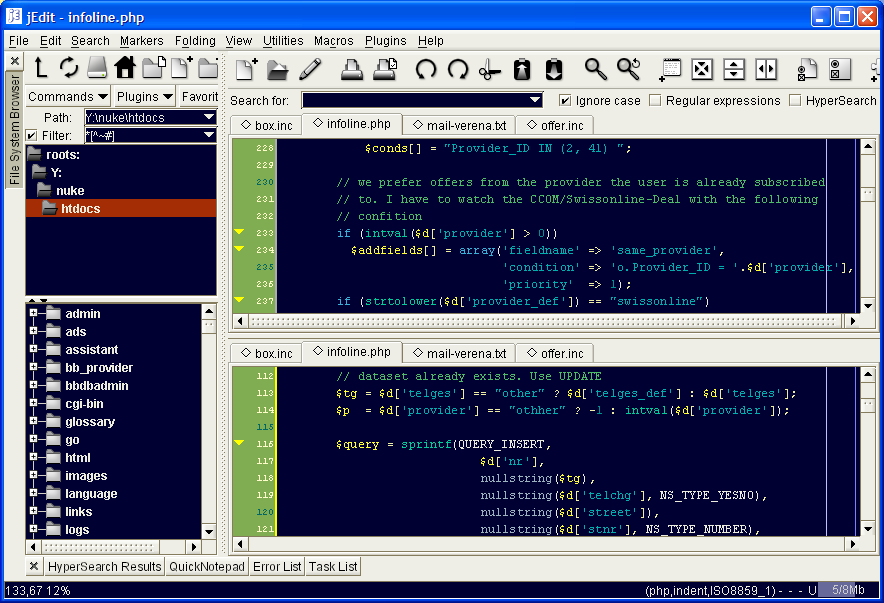 jEdit - infoline.php
File Edit Search Markers Folding View Utilities Macros Plugins Help
File System Browser
Commands Plugins Favorit
Path: Y:\nuke\htdocs
Filter: *[^~#]
roots:
Y:
nuke
htdocs
admin
ads
assistant
bb_provider
bbdbadmin
cgi-bin
glossary
go
html
images
language
links
logs
Search for: Ignore case Regular expressions HyperSearch
box.inc infoline.php mail-verena.txt offer.inc
228 $conds[] = "Provider_ID IN (2, 41) ";
229
230 // we prefer offers from the provider the user is already subscribed
231 // to. I have to watch the CCOM/Swissonline-Deal with the following
232 // confition
233 if (intval($d['provider'] > 0))
234 $addfields[] = array('fieldname' => 'same_provider',
235 'condition' => 'o.Provider_ID = '.$d['provider'],
236 'priority' => 1);
237 if (strtolower($d['provider_def']) == "swissonline")
box.inc infoline.php mail-verena.txt offer.inc
112 // dataset already exists. Use UPDATE
113 $tg = $d['telges'] == "other" ? $d['telges_def'] : $d['telges'];
114 $p = $d['provider'] == "othher" ? -1 : intval($d['provider']);
115
116 $query = sprintf(QUERY_INSERT,
117 $d['nr'],
118 nullstring($tg),
119 nullstring($d['telchg'], NS_TYPE_YESNO),
120 nullstring($d['street']),
121 nullstring($d['stnr'], NS_TYPE_NUMBER),
HyperSearch Results QuickNotepad Error List Task List
133,67 12% (php,indent,ISO8859_1) - - - U 5/8Mb